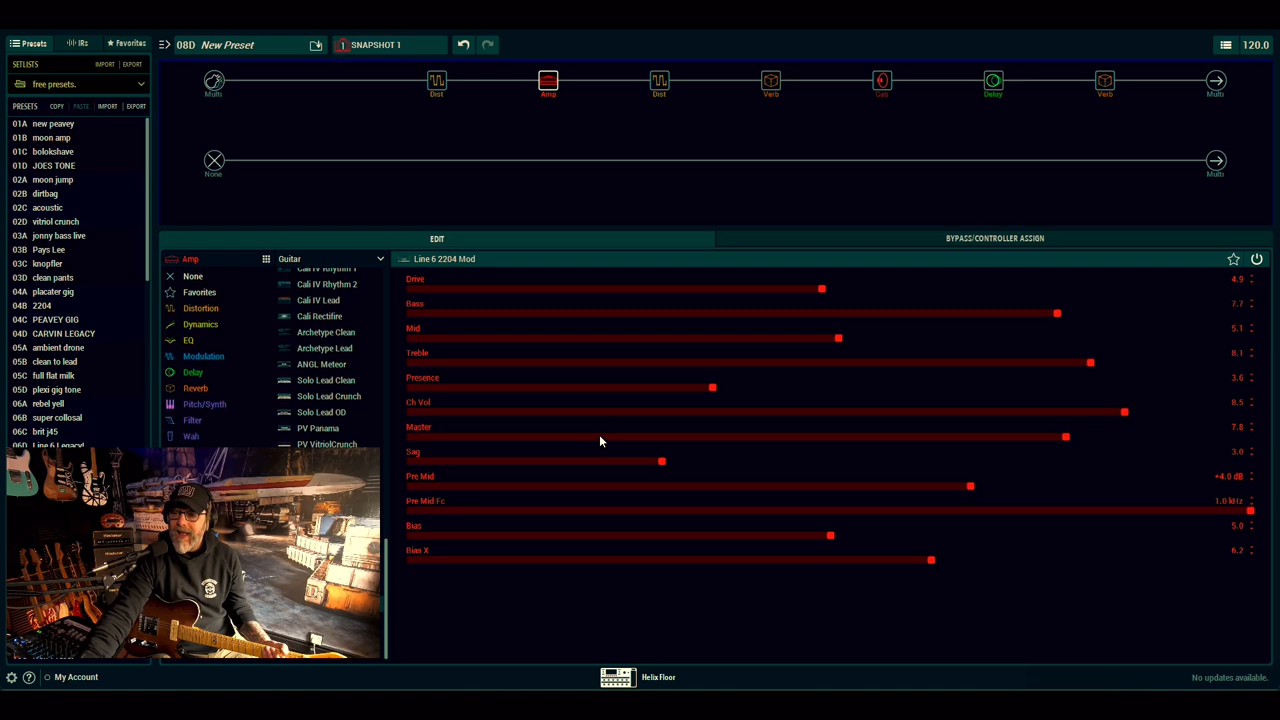 Presets IRs Favorites
08D New Preset
1 SNAPSHOT 1
120.0
SETLISTS IMPORT EXPORT
free presets.
PRESETS COPY PASTE IMPORT EXPORT
01A new peavey
01B moon amp
01C bolokshave
01D JOES TONE
02A moon jump
02B dirtbag
02C acoustic
02D vitriol crunch
03A jonny bass live
03B Pays Lee
03C knopfler
03D clean pants
04A placater gig
04B 2204
04C PEAVEY GIG
04D CARVIN LEGACY
05A ambient drone
05B clean to lead
05C full flat milk
05D plexi gig tone
06A rebel yell
06B super collosal
06C brit j45
06D Line 6 Legacy!
Multi Dist Amp Dist Verb Cab Delay Verb Multi
None Multi
EDIT
BYPASS/CONTROLLER ASSIGN
Amp
Guitar
None
Favorites
Distortion
Dynamics
EQ
Modulation
Delay
Reverb
Pitch/Synth
Filter
Wah
Cali IV Rhythm 1
Cali IV Rhythm 2
Cali IV Lead
Cali Rectifire
Archetype Clean
Archetype Lead
ANGL Meteor
Solo Lead Clean
Solo Lead Crunch
Solo Lead OD
PV Panama
PV VitriolCrunch
Line 6 2204 Mod
Drive 4.9
Bass 7.7
Mid 5.1
Treble 8.1
Presence 3.6
Ch Vol 8.5
Master 7.8
Sag 3.0
Pre Mid +4.0 dB
Pre Mid Fc 1.0 kHz
Bias 5.0
Bias X 6.2
? My Account
Helix Floor
No updates available.